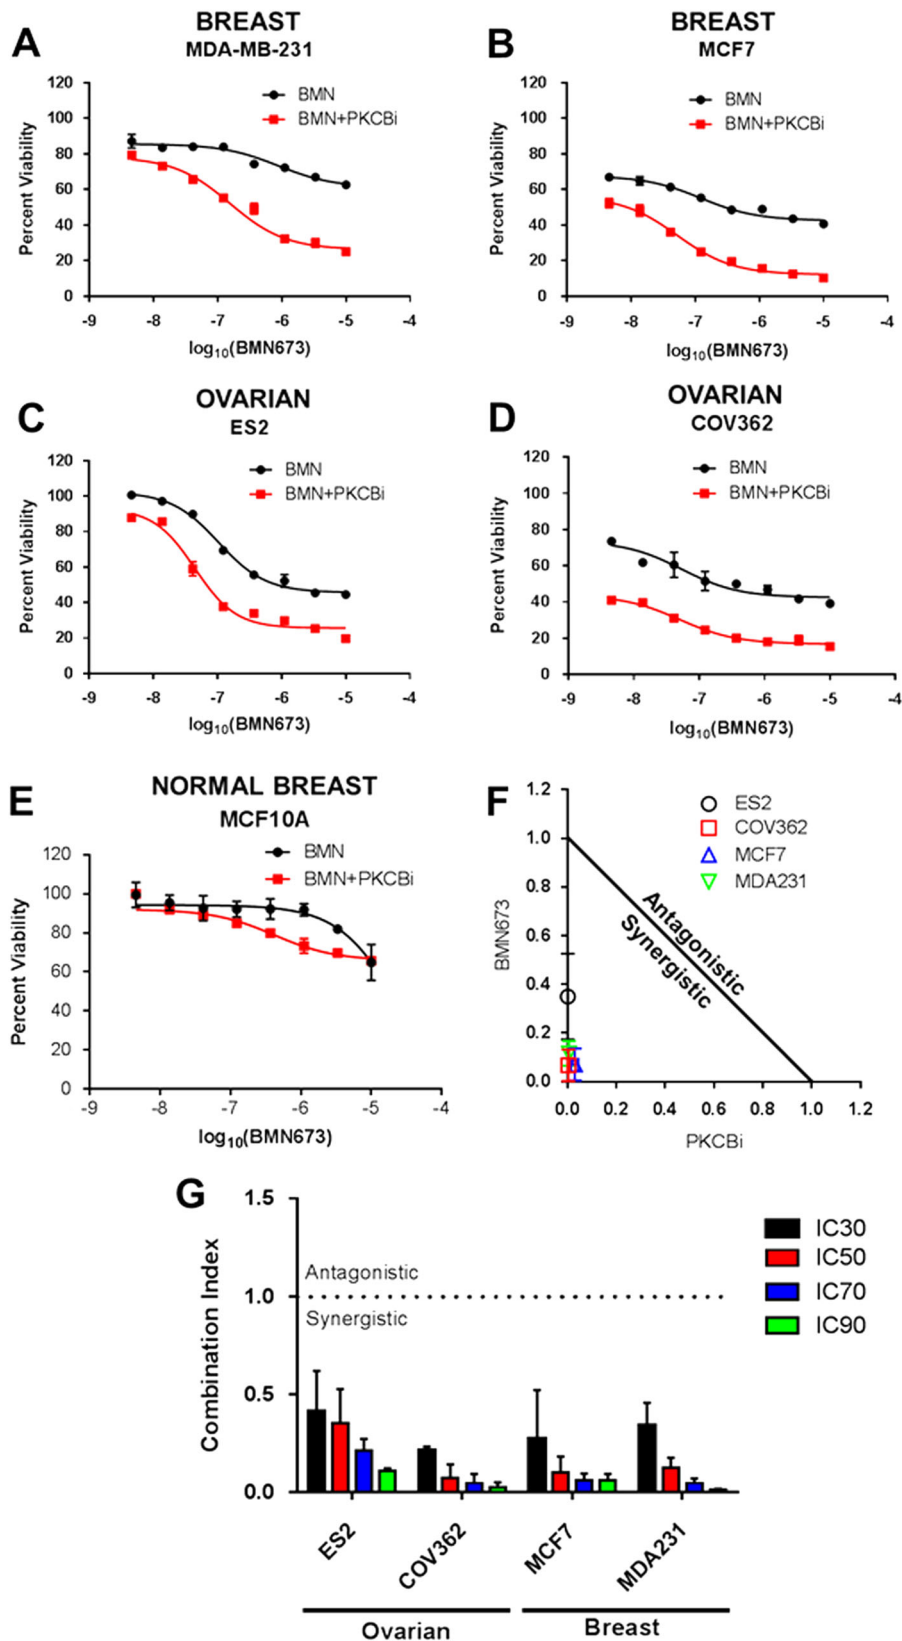 A
BREAST
MDA-MB-231
120
100
80
60
40
20
0
Percent Viability
BMN
BMN+PKCBi
-9
-8
-7
-6
-5
-4
log10(BMN673)
B
BREAST
MCF7
120
100
80
60
40
20
0
Percent Viability
BMN
BMN+PKCBi
-9
-8
-7
-6
-5
-4
log10(BMN673)
C
OVARIAN
ES2
120
100
80
60
40
20
0
Percent Viability
BMN
BMN+PKCBi
-9
-8
-7
-6
-5
-4
log10(BMN673)
D
OVARIAN
COV362
120
100
80
60
40
20
0
Percent Viability
BMN
BMN+PKCBi
-9
-8
-7
-6
-5
-4
log10(BMN673)
E
NORMAL BREAST
MCF10A
120
100
80
60
40
20
0
Percent Viability
BMN
BMN+PKCBi
-9
-8
-7
-6
-5
-4
log10(BMN673)
F
1.2
1.0
0.8
0.6
0.4
0.2
0.0
BMN673
ES2
COV362
MCF7
MDA231
Antagonistic
Synergistic
0.0
0.2
0.4
0.6
0.8
1.0
1.2
PKCBi
G
1.5
1.0
0.5
0.0
Combination Index
Antagonistic
Synergistic
IC30
IC50
IC70
IC90
ES2
COV362
MCF7
MDA231
Ovarian
Breast